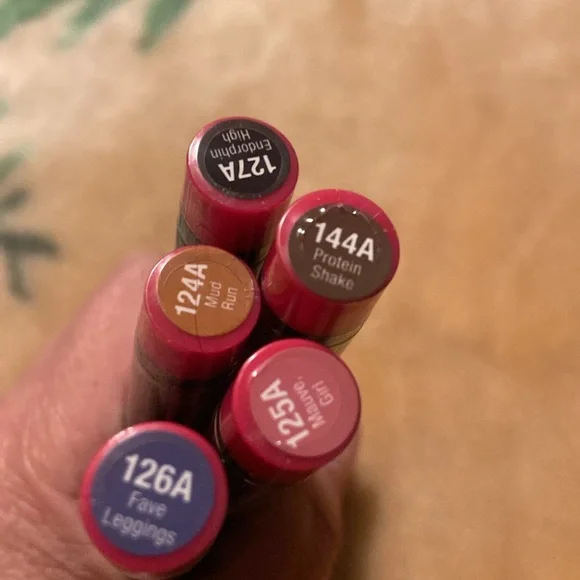 127A
Endorphin
High
144A
Protein
Shake
124A
Mud
Run
125A
Mauve,
Girl
126A
Fave
Leggings